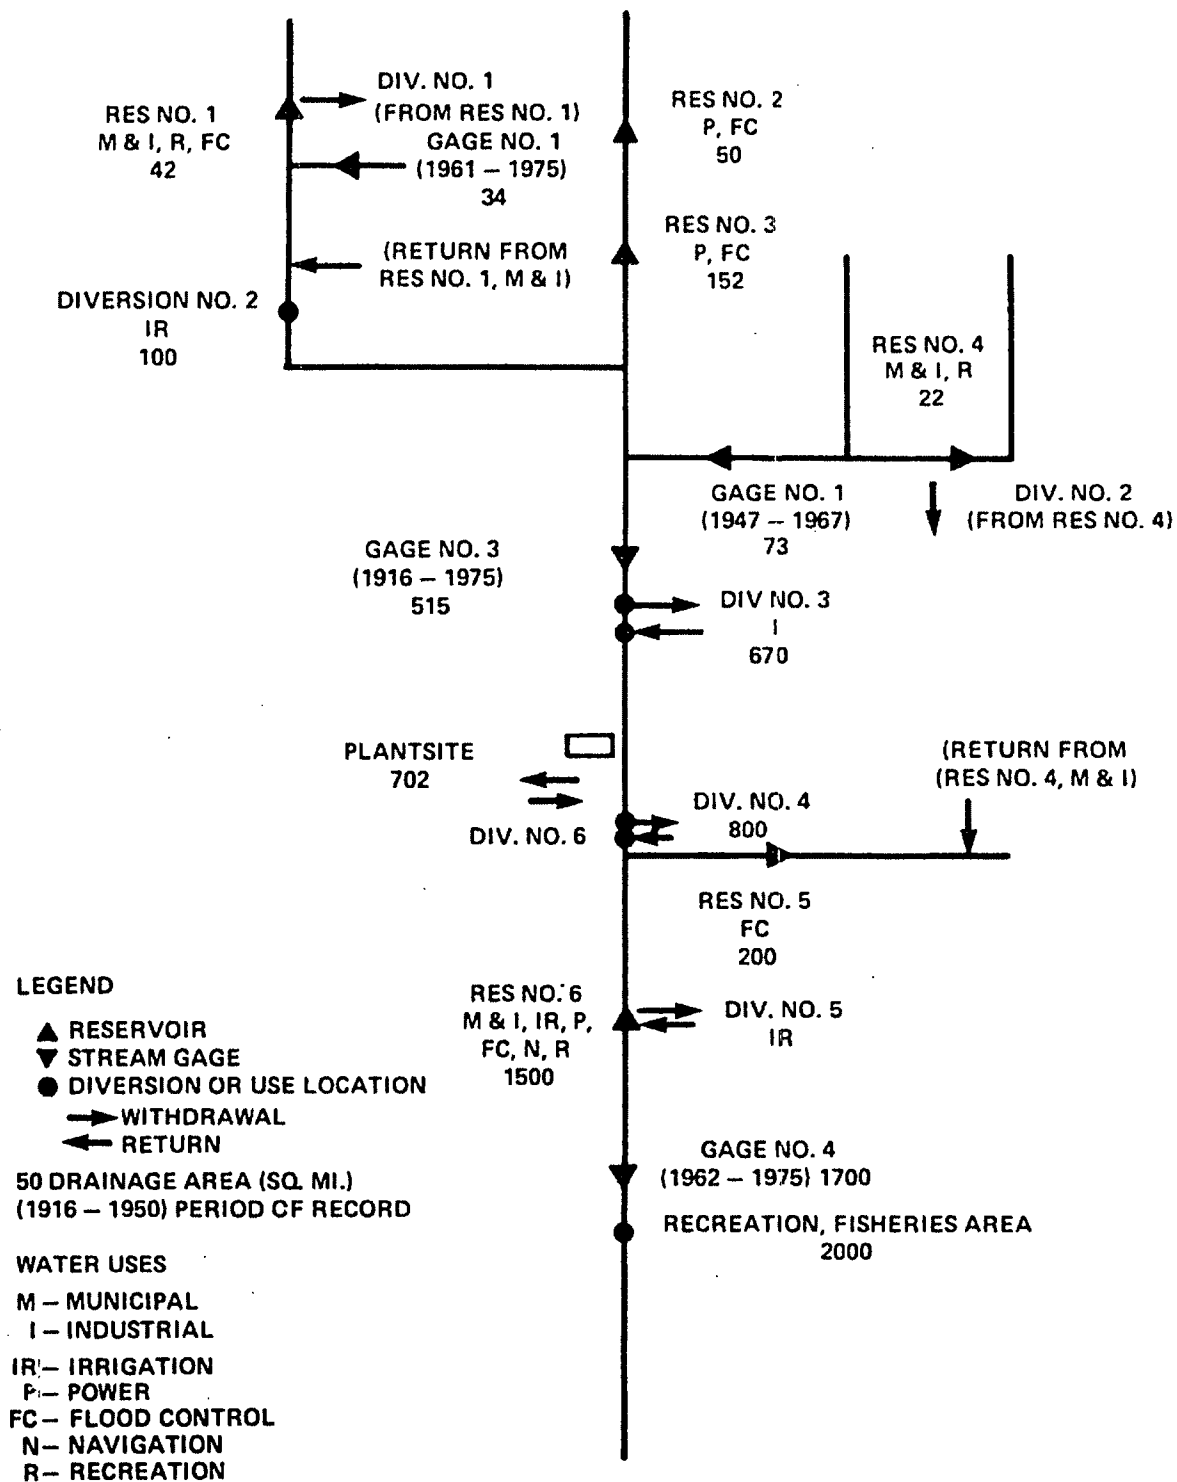 DIV. NO. 1
(FROM RES NO. 1)
RES NO. 1
M & I, R, FC
42
GAGE NO. 1
(1961 – 1975)
34
RES NO. 2
P, FC
50
RES NO. 3
P, FC
152
(RETURN FROM
RES NO. 1, M & I)
DIVERSION NO. 2
IR
100
RES NO. 4
M & I, R
22
GAGE NO. 1
(1947 – 1967)
73
DIV. NO. 2
(FROM RES NO. 4)
GAGE NO. 3
(1916 – 1975)
515
DIV NO. 3
I
670
PLANTSITE
702
(RETURN FROM
(RES NO. 4, M & I)
DIV. NO. 4
800
DIV. NO. 6
RES NO. 5
FC
200
RES NO. 6
M & I, IR, P,
FC, N, R
1500
DIV. NO. 5
IR
GAGE NO. 4
(1962 – 1975) 1700
RECREATION, FISHERIES AREA
2000
LEGEND
RESERVOIR
STREAM GAGE
DIVERSION OR USE LOCATION
WITHDRAWAL
RETURN
50 DRAINAGE AREA (SQ. MI.)
(1916 – 1950) PERIOD OF RECORD
WATER USES
M – MUNICIPAL
I – INDUSTRIAL
IR – IRRIGATION
P – POWER
FC – FLOOD CONTROL
N – NAVIGATION
R – RECREATION